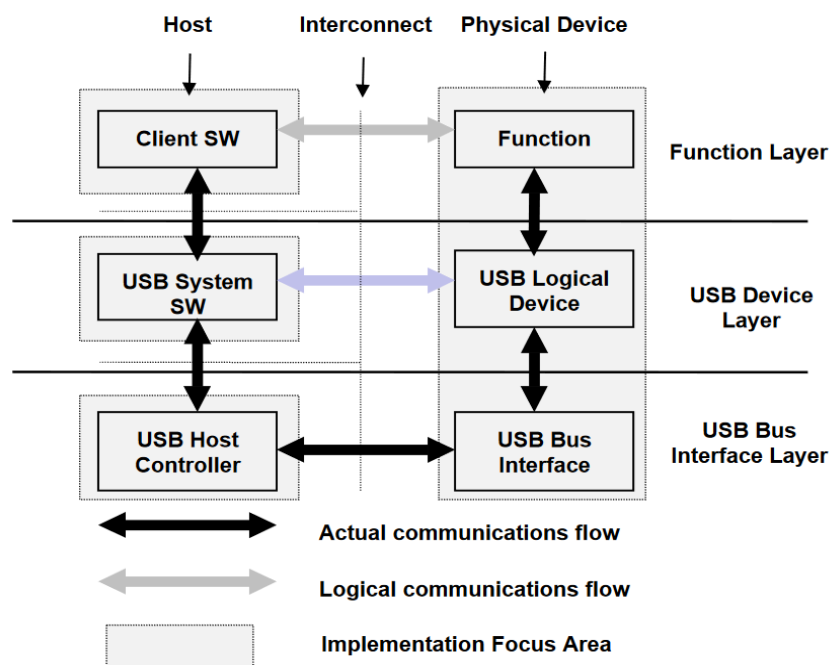 Host
Interconnect
Physical Device
Client SW
Function
Function Layer
USB System
SW
USB Logical
Device
USB Device
Layer
USB Host
Controller
USB Bus
Interface
USB Bus
Interface Layer
Actual communications flow
Logical communications flow
Implementation Focus Area